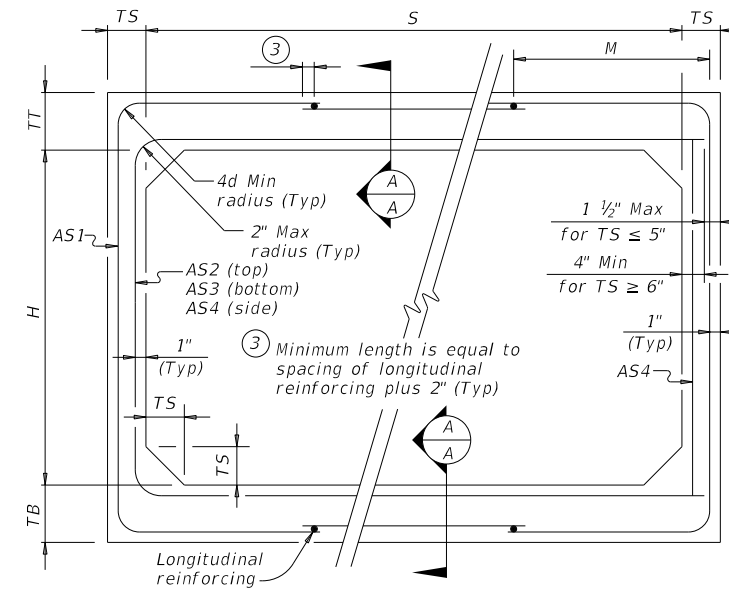 TS
S
TS
3
M
TT
A
A
4d Min
radius (Typ)
2" Max
radius (Typ)
1 ½" Max
for TS ≤ 5"
AS1
AS2 (top)
AS3 (bottom)
AS4 (side)
4" Min
for TS ≥ 6"
H
1"
(Typ)
3
Minimum length is equal to
spacing of longitudinal
reinforcing plus 2" (Typ)
1"
(Typ)
AS4
TS
TS
A
A
TB
Longitudinal
reinforcing